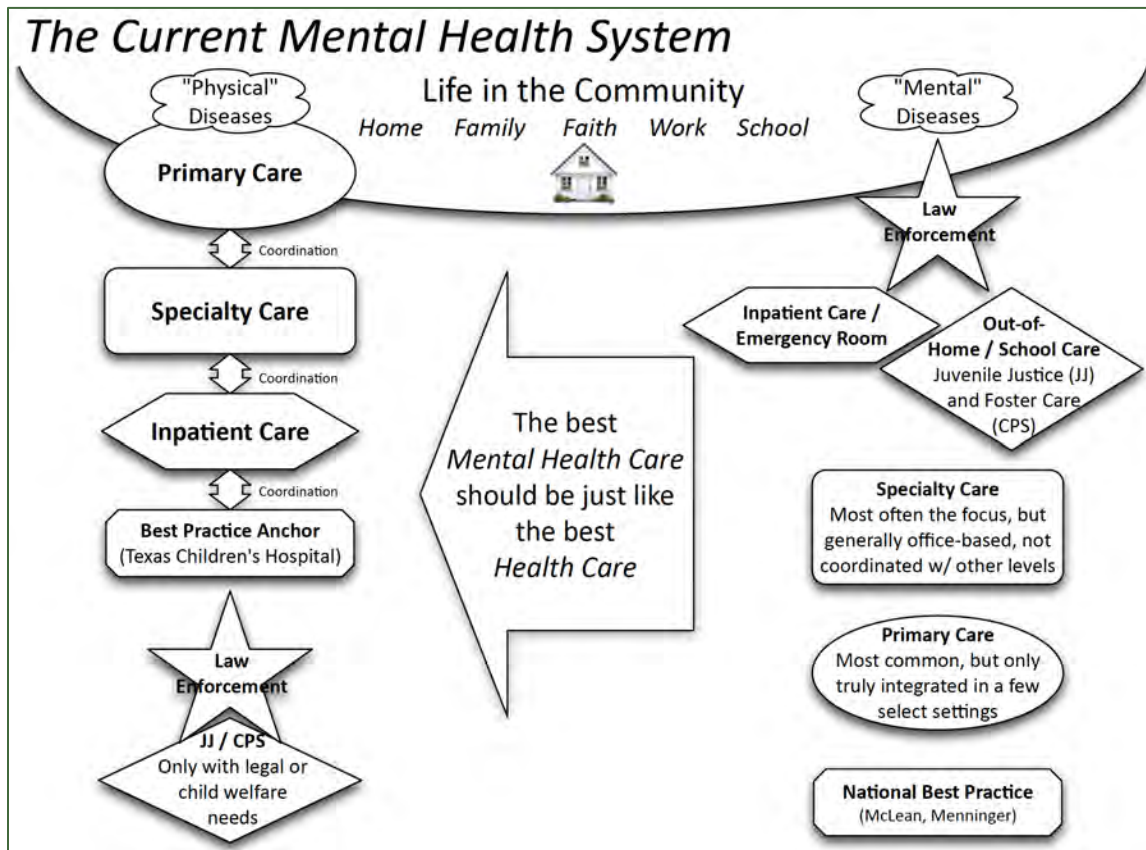 The Current Mental Health System
"Physical"
Diseases
Primary Care
Coordination
Specialty Care
Coordination
Inpatient Care
Coordination
Best Practice Anchor
(Texas Children's Hospital)
Law
Enforcement
JJ / CPS
Only with legal or
child welfare
needs
Life in the Community
Home Family Faith Work School
The best
Mental Health Care
should be just like
the best
Health Care
"Mental"
Diseases
Law
Enforcement
Inpatient Care /
Emergency Room
Out-of-
Home / School Care
Juvenile Justice (JJ)
and Foster Care
(CPS)
Specialty Care
Most often the focus, but
generally office-based, not
coordinated w/ other levels
Primary Care
Most common, but only
truly integrated in a few
select settings
National Best Practice
(McLean, Menninger)